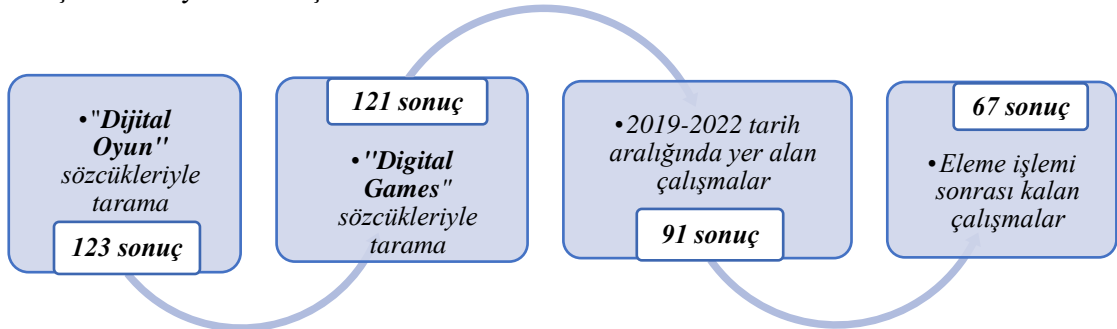 •"Dijital
Oyun"
sözcükleriyle
tarama
123 sonuç
121 sonuç
•"Digital
Games"
sözcükleriyle
tarama
•2019-2022 tarih
aralığında yer alan
çalışmalar
91 sonuç
67 sonuç
•Eleme işlemi
sonrası kalan
çalışmalar